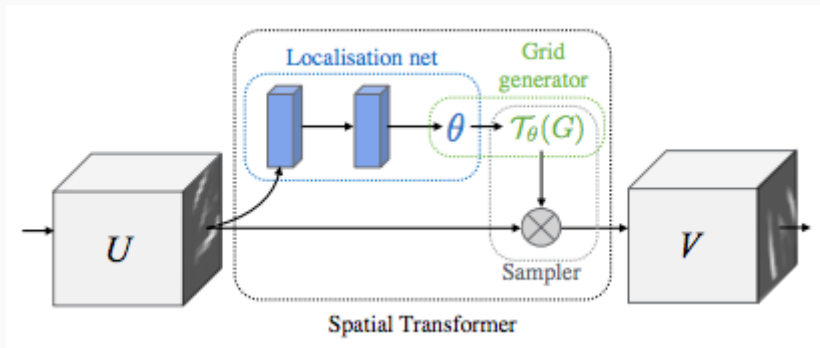 Localisation net
Grid
generator
θ
𝒯θ(G)
U
V
Sampler
Spatial Transformer